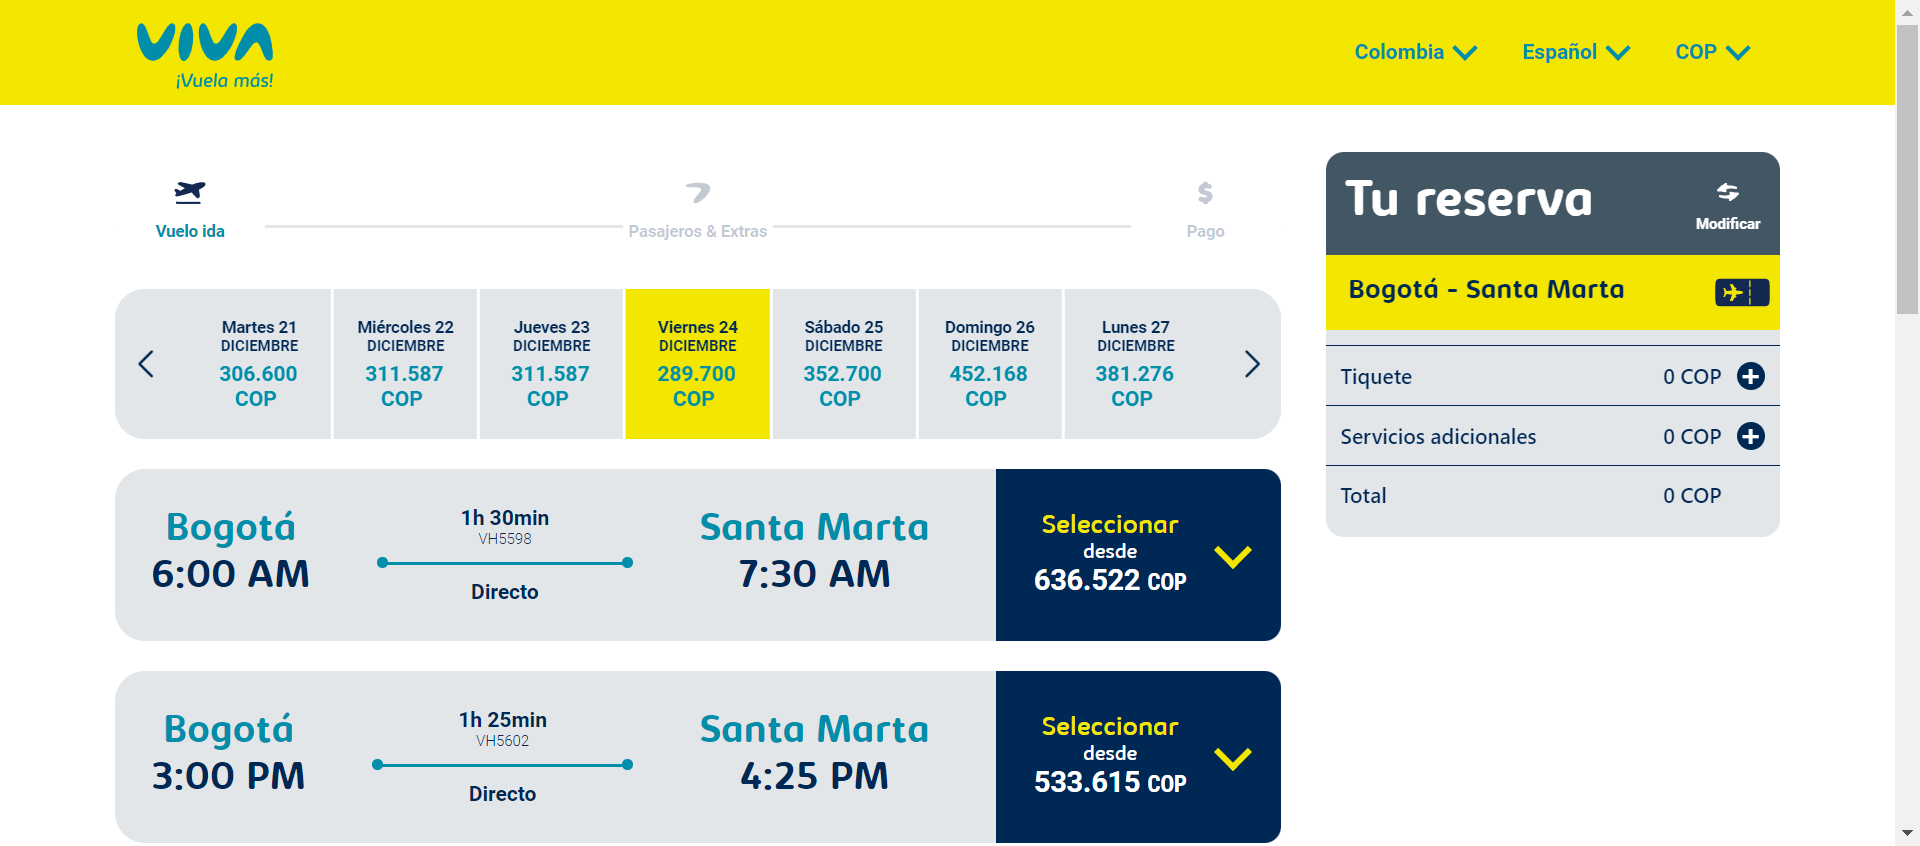 VIVA
¡Vuela más!
Colombia
Español
COP
Vuelo ida
Pasajeros & Extras
$
Pago
Martes 21
DICIEMBRE
306.600
COP
Miércoles 22
DICIEMBRE
311.587
COP
Jueves 23
DICIEMBRE
311.587
COP
Viernes 24
DICIEMBRE
289.700
COP
Sábado 25
DICIEMBRE
352.700
COP
Domingo 26
DICIEMBRE
452.168
COP
Lunes 27
DICIEMBRE
381.276
COP
Bogotá
6:00 AM
1h 30min
VH5598
Directo
Santa Marta
7:30 AM
Seleccionar
desde
636.522 COP
Bogotá
3:00 PM
1h 25min
VH5602
Directo
Santa Marta
4:25 PM
Seleccionar
desde
533.615 COP
Tu reserva
Modificar
Bogotá - Santa Marta
Tiquete 0 COP
Servicios adicionales 0 COP
Total 0 COP